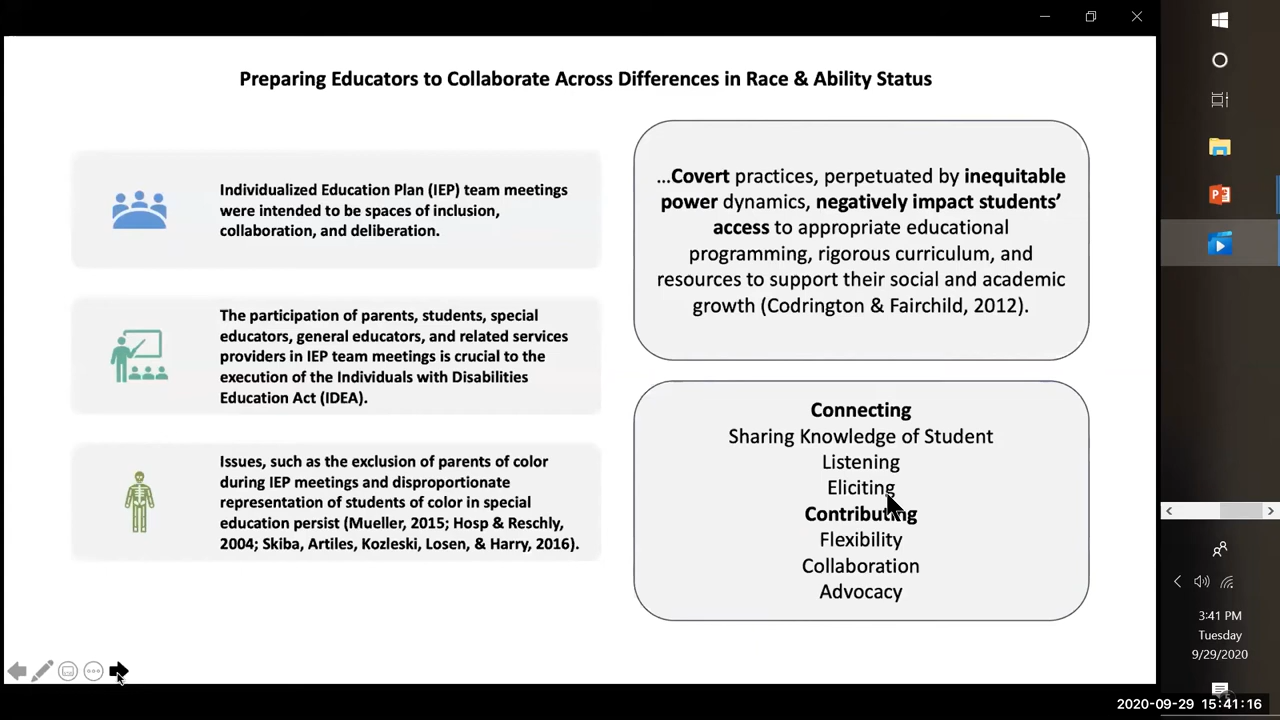 Preparing Educators to Collaborate Across Differences in Race & Ability Status
Individualized Education Plan (IEP) team meetings
were intended to be spaces of inclusion,
collaboration, and deliberation.
The participation of parents, students, special
educators, general educators, and related services
providers in IEP team meetings is crucial to the
execution of the Individuals with Disabilities
Education Act (IDEA).
Issues, such as the exclusion of parents of color
during IEP meetings and disproportionate
representation of students of color in special
education persist (Mueller, 2015; Hosp & Reschly,
2004; Skiba, Artiles, Kozleski, Losen, & Harry, 2016).
...Covert practices, perpetuated by inequitable
power dynamics, negatively impact students’
access to appropriate educational
programming, rigorous curriculum, and
resources to support their social and academic
growth (Codrington & Fairchild, 2012).
Connecting
Sharing Knowledge of Student
Listening
Eliciting
Contributing
Flexibility
Collaboration
Advocacy
3:41 PM
Tuesday
9/29/2020
2020-09-29 15:41:16